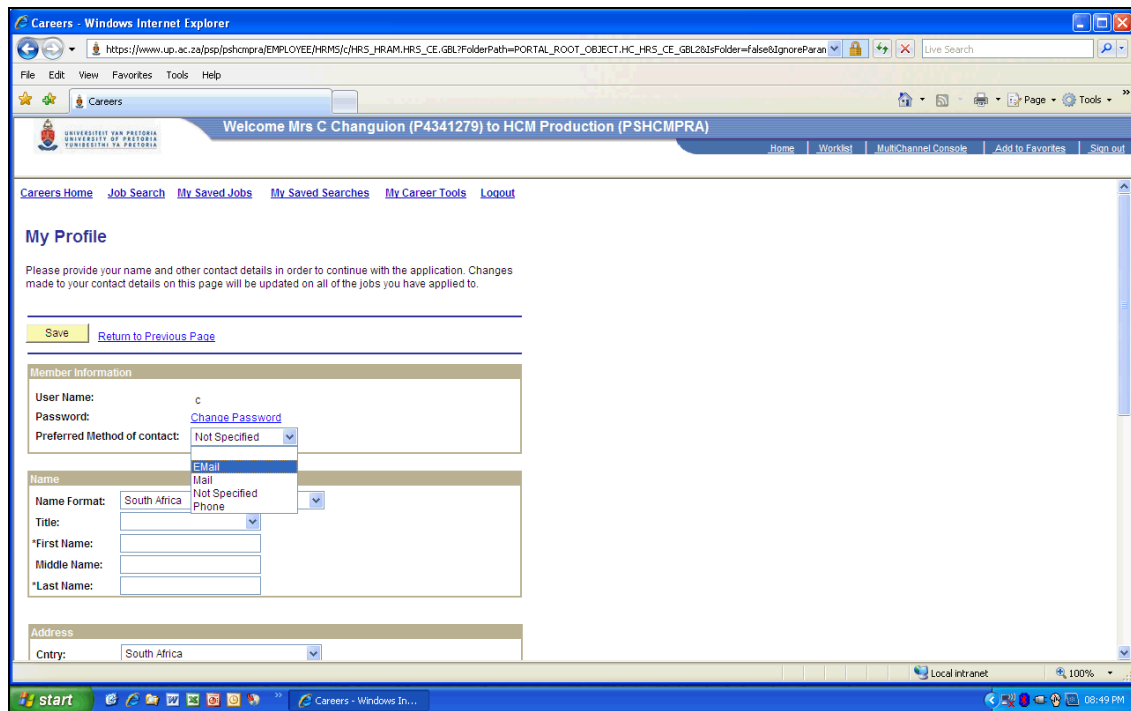 Careers - Windows Internet Explorer
https://www.up.ac.za/psp/pshcmpra/EMPLOYEE/HRMS/c/HRS_HRAM.HRS_CE.GBL?FolderPath=PORTAL_ROOT_OBJECT.HC_HRS_CE_GBL2&IsFolder=false&IgnoreParan
Live Search
File Edit View Favorites Tools Help
Careers
Page Tools
UNIVERSITEIT VAN PRETORIA
UNIVERSITY OF PRETORIA
YUNIBESITHI YA PRETORIA
Welcome Mrs C Changuion (P4341279) to HCM Production (PSHCMPRA)
Home Worklist MultiChannel Console Add to Favorites Sign out
Careers Home Job Search My Saved Jobs My Saved Searches My Career Tools Logout
My Profile
Please provide your name and other contact details in order to continue with the application. Changes
made to your contact details on this page will be updated on all of the jobs you have applied to.
Save Return to Previous Page
Member Information
User Name: c
Password: Change Password
Preferred Method of contact: Not Specified
EMail
Mail
Not Specified
Phone
Name
Name Format: South Africa
Title:
*First Name:
Middle Name:
*Last Name:
Address
Cntry: South Africa
Local intranet 100%
start Careers - Windows In... 08:49 PM